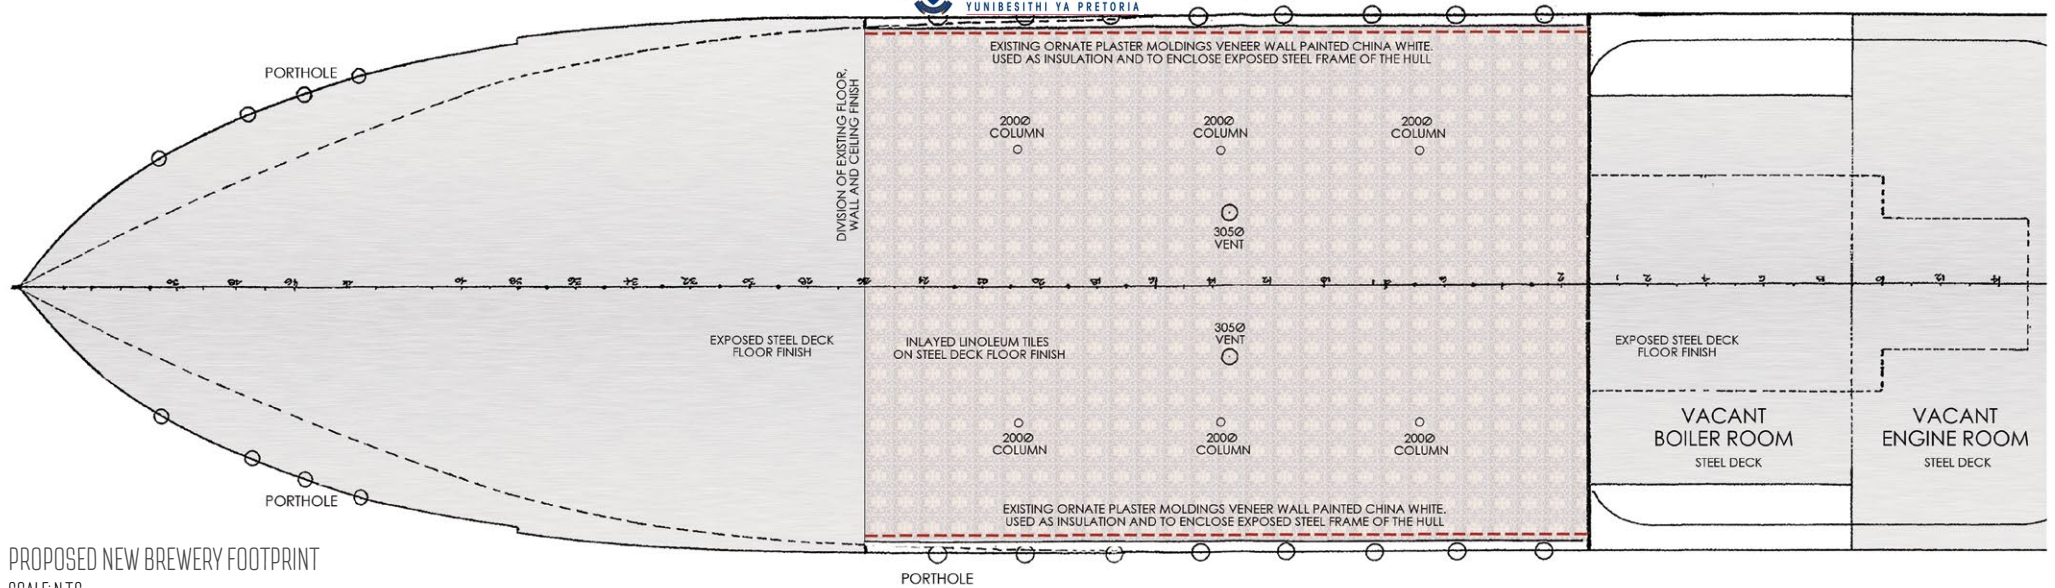 YUNIBESITHI YA PRETORIA
EXISTING ORNATE PLASTER MOLDINGS VENEER WALL PAINTED CHINA WHITE.
USED AS INSULATION AND TO ENCLOSE EXPOSED STEEL FRAME OF THE HULL
PORTHOLE
DIVISION OF EXISTING FLOOR,
WALL AND CEILING FINISH
200Ø
COLUMN
200Ø
COLUMN
200Ø
COLUMN
305Ø
VENT
EXPOSED STEEL DECK
FLOOR FINISH
INLAYED LINOLEUM TILES
ON STEEL DECK FLOOR FINISH
305Ø
VENT
EXPOSED STEEL DECK
FLOOR FINISH
200Ø
COLUMN
200Ø
COLUMN
200Ø
COLUMN
VACANT
BOILER ROOM
STEEL DECK
VACANT
ENGINE ROOM
STEEL DECK
PORTHOLE
EXISTING ORNATE PLASTER MOLDINGS VENEER WALL PAINTED CHINA WHITE.
USED AS INSULATION AND TO ENCLOSE EXPOSED STEEL FRAME OF THE HULL
PROPOSED NEW BREWERY FOOTPRINT
SCALE: NTS
PORTHOLE